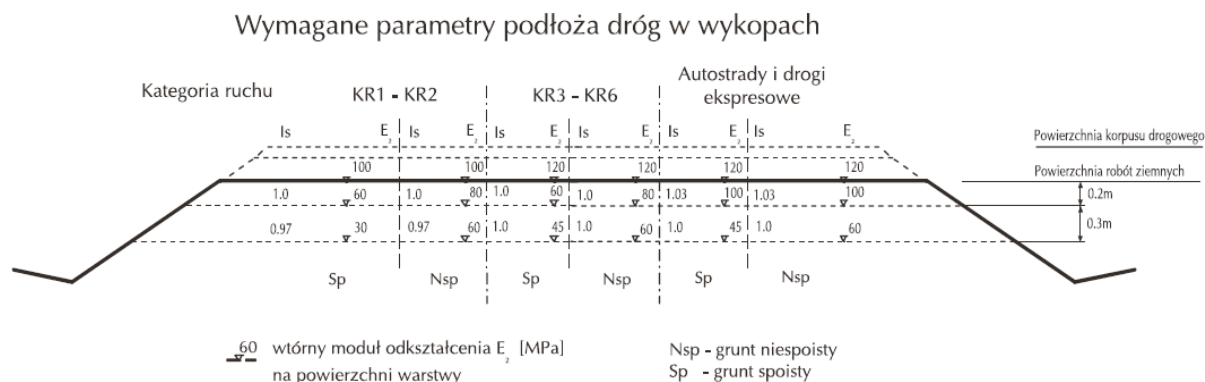 Wymagane parametry podłoża dróg w wykopach
Kategoria ruchu KR1 - KR2 KR3 - KR6 Autostrady i drogi
ekspresowe
Is E₂ Is E₂ Is E₂ Is E₂ Is E₂ Is E₂
Powierzchnia korpusu drogowego
100 100 120 120 120 120
Powierzchnia robót ziemnych
1.0 60 1.0 80 1.0 60 1.0 80 1.03 100 1.03 100 0.2m
0.97 30 0.97 60 1.0 45 1.0 60 1.0 45 1.0 60 0.3m
Sp Nsp Sp Nsp Sp Nsp
60 wtórny moduł odkształcenia E₂ [MPa]
na powierzchni warstwy
Nsp - grunt niespoisty
Sp - grunt spoisty